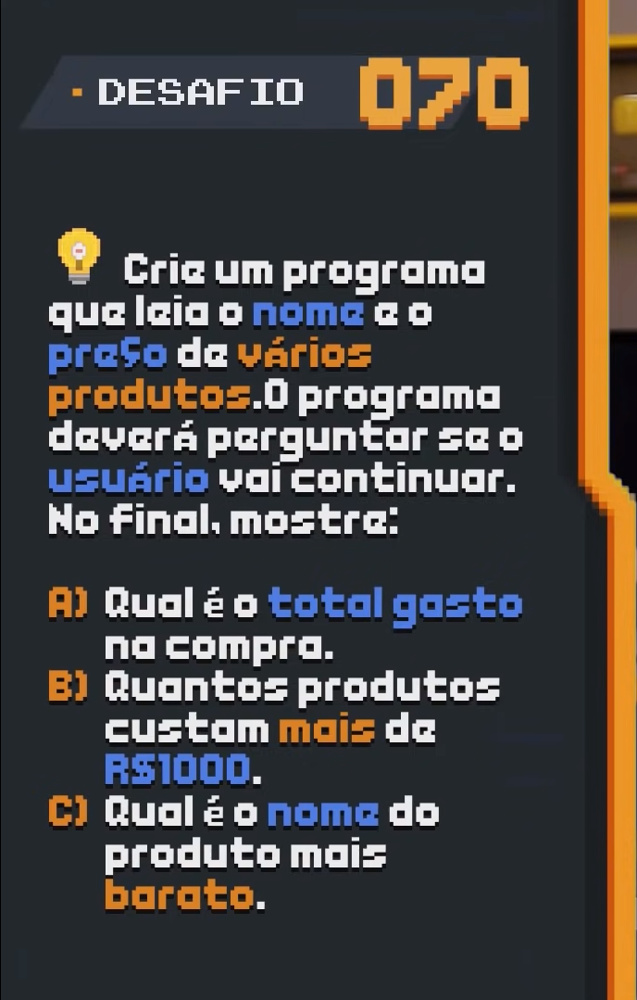 DESAFIO 070
Crie um programa
que leia o nome e o
preço de vários
produtos.O programa
deverá perguntar se o
usuário vai continuar.
No final, mostre:
A) Qual é o total gasto
na compra.
B) Quantos produtos
custam mais de
R$1000.
C) Qual é o nome do
produto mais
barato.